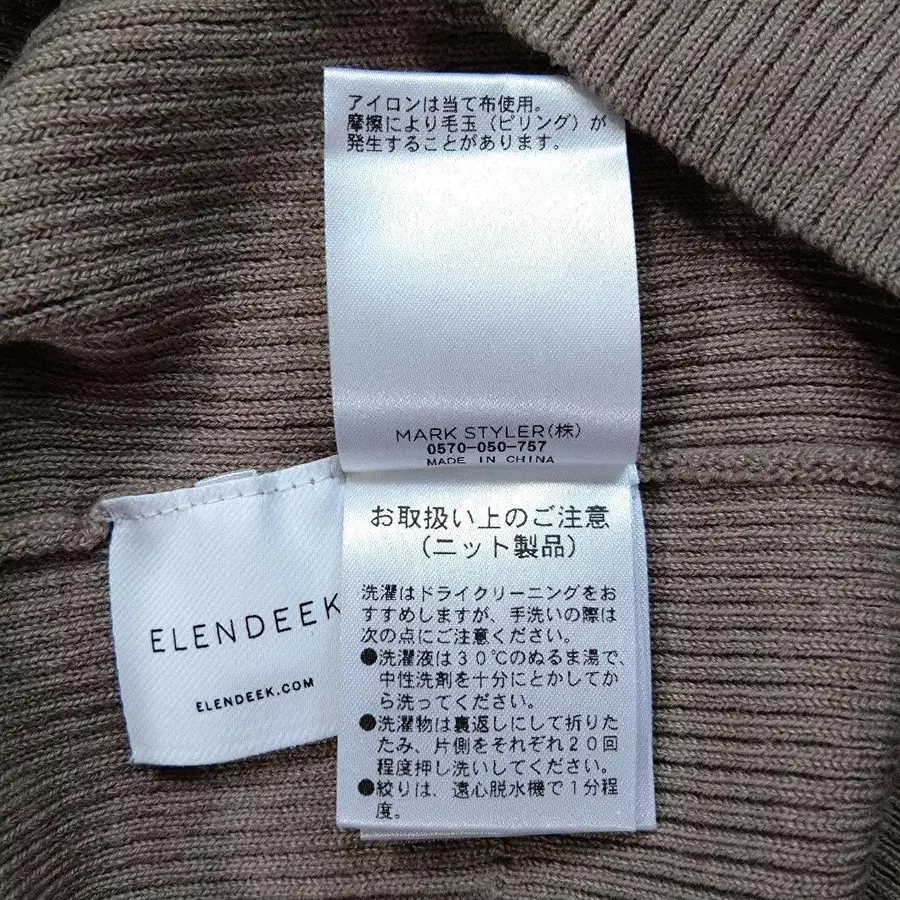 アイロンは当て布使用。
摩擦により毛玉（ピリング）が
発生することがあります。
MARK STYLER(株)
0570-050-757
MADE IN CHINA
お取扱い上のご注意
（ニット製品）
洗濯はドライクリーニングをお
すすめしますが、手洗いの際は
次の点にご注意ください。
●洗濯液は30℃のぬるま湯で、
中性洗剤を十分にとかしてか
ら洗ってください。
●洗濯物は裏返しにして折りた
たみ、片側をそれぞれ20回
程度押し洗いしてください。
●絞りは、遠心脱水機で1分程
度。
ELENDEEK
ELENDEEK.COM